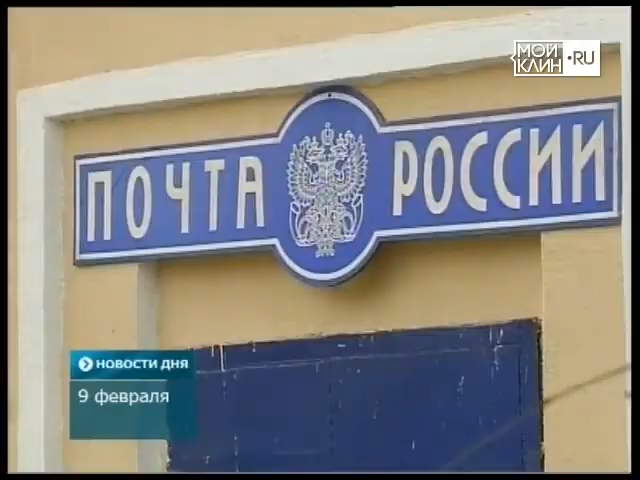 МОЙ
КЛИН .RU
ПОЧТА РОССИИ
НОВОСТИ ДНЯ
9 февраля